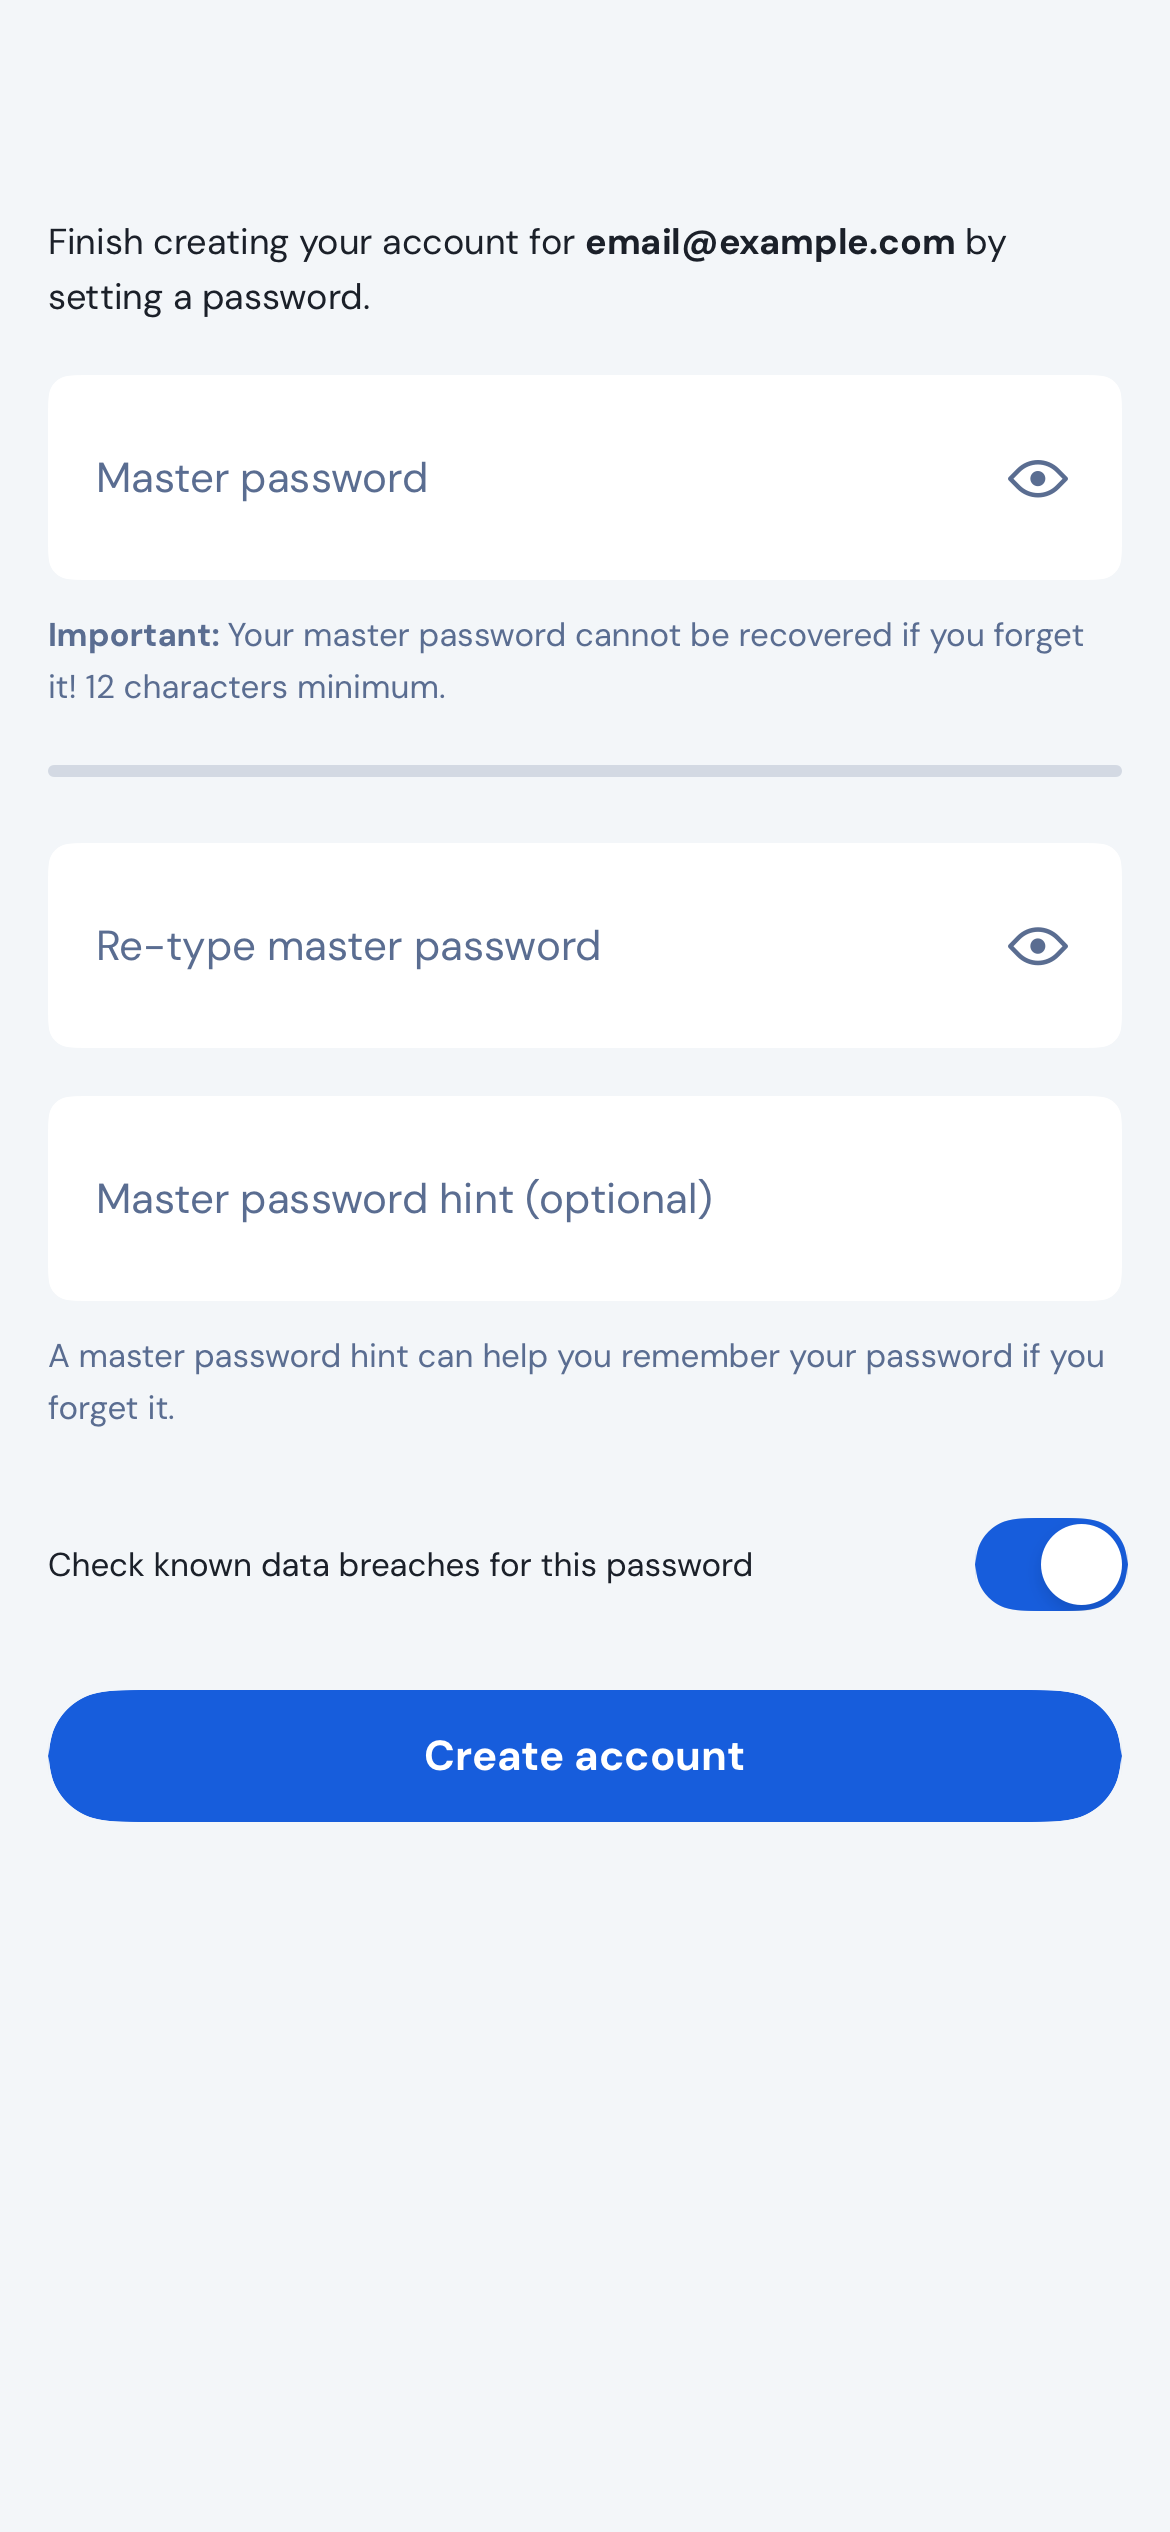 Finish creating your account for email@example.com by
setting a password.
Master password
Important: Your master password cannot be recovered if you forget
it! 12 characters minimum.
Re-type master password
Master password hint (optional)
A master password hint can help you remember your password if you
forget it.
Check known data breaches for this password
Create account